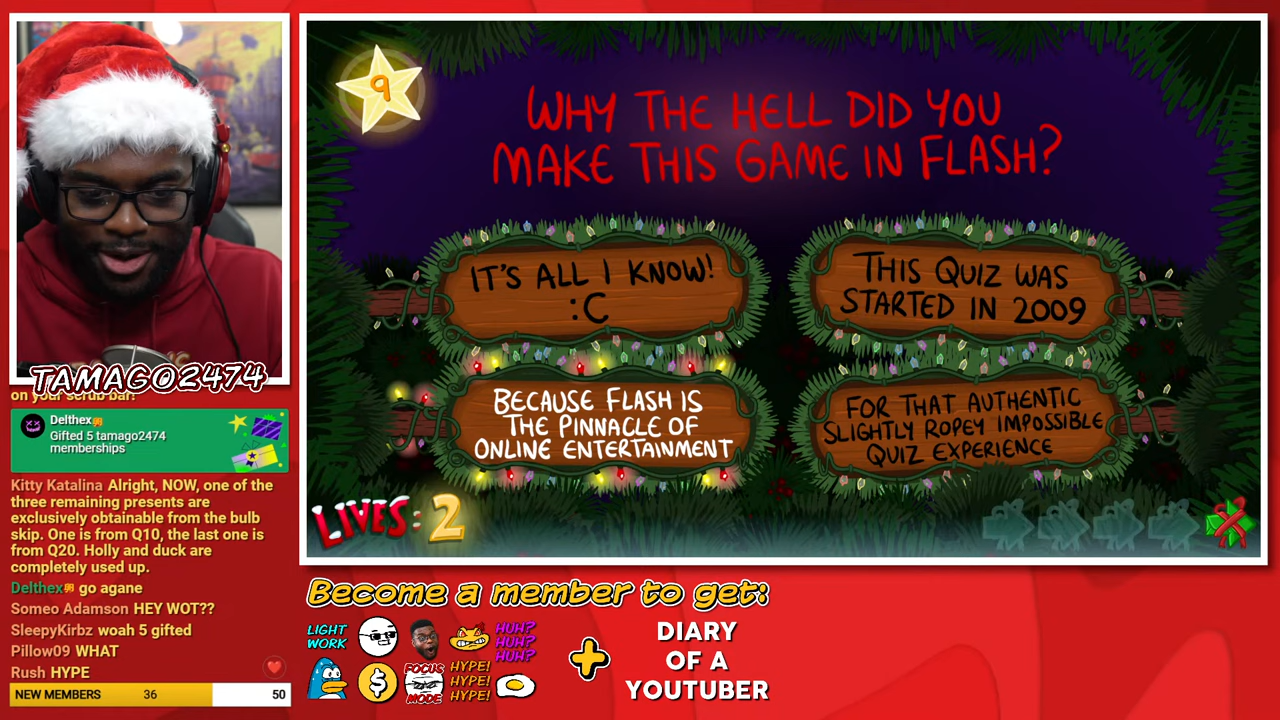 9
WHY THE HELL DID YOU
MAKE THIS GAME IN FLASH?
IT'S ALL I KNOW!
:C
THIS QUIZ WAS
STARTED IN 2009
BECAUSE FLASH IS
THE PINNACLE OF
ONLINE ENTERTAINMENT
FOR THAT AUTHENTIC
SLIGHTLY ROPEY IMPOSSIBLE
QUIZ EXPERIENCE
LIVES: 2
TAMAGO2474
on your scrub bar!
Delthex
Gifted 5 tamago2474
memberships
Kitty Katalina Alright, NOW, one of the
three remaining presents are
exclusively obtainable from the bulb
skip. One is from Q10, the last one is
from Q20. Holly and duck are
completely used up.
Delthex go agane
Someo Adamson HEY WOT??
SleepyKirbz woah 5 gifted
Pillow09 WHAT
Rush HYPE
NEW MEMBERS 36 50
Become a member to get:
LIGHT
WORK
HUH?
HUH?
HUH?
$
FOCUS
MODE
HYPE!
HYPE!
HYPE!
+
DIARY
OF A
YOUTUBER